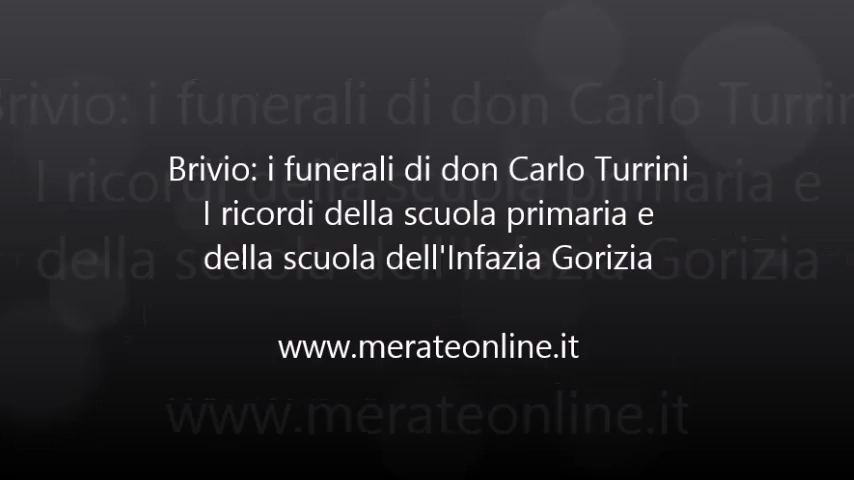 Brivio: i funerali di don Carlo Turrini
I ricordi della scuola primaria e
della scuola dell'Infazia Gorizia
www.merateonline.it